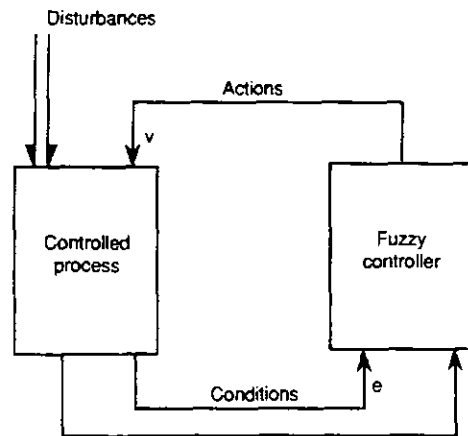 Disturbances
Actions
v
Controlled
process
Fuzzy
controller
Conditions
e